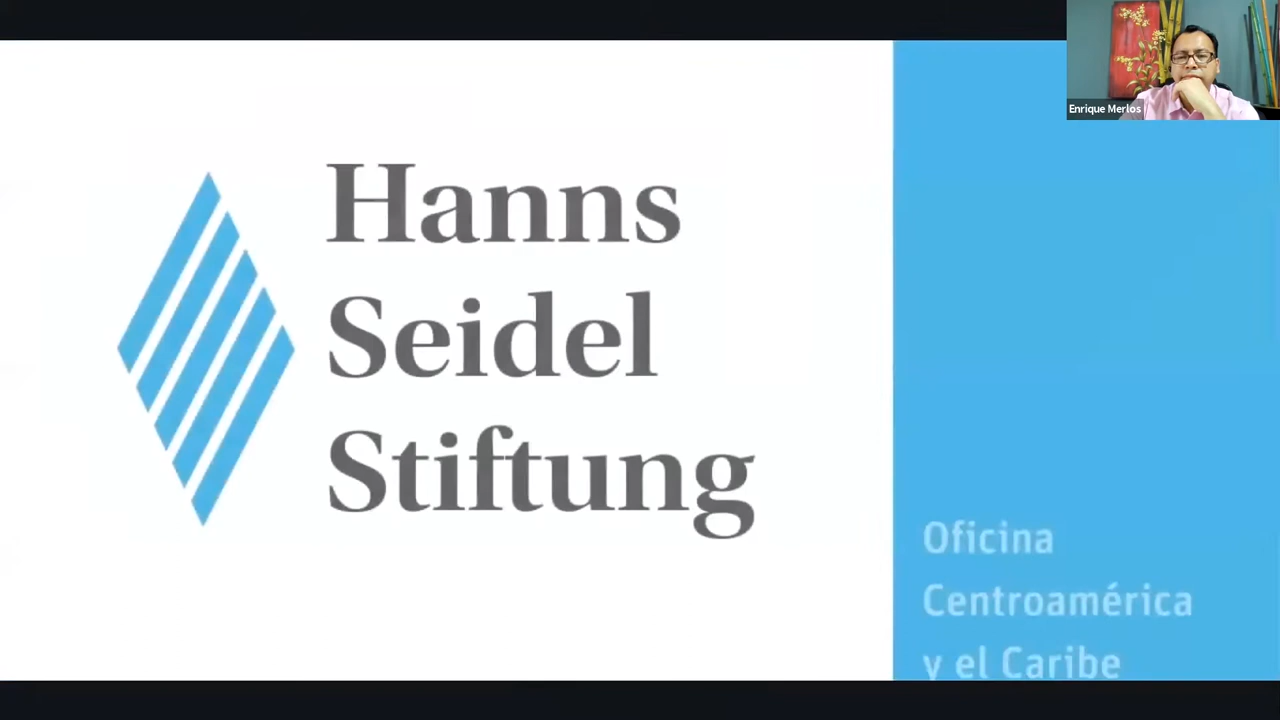 Hanns
Seidel
Stiftung
Oficina
Centroamérica
y el Caribe
Enrique Merlos